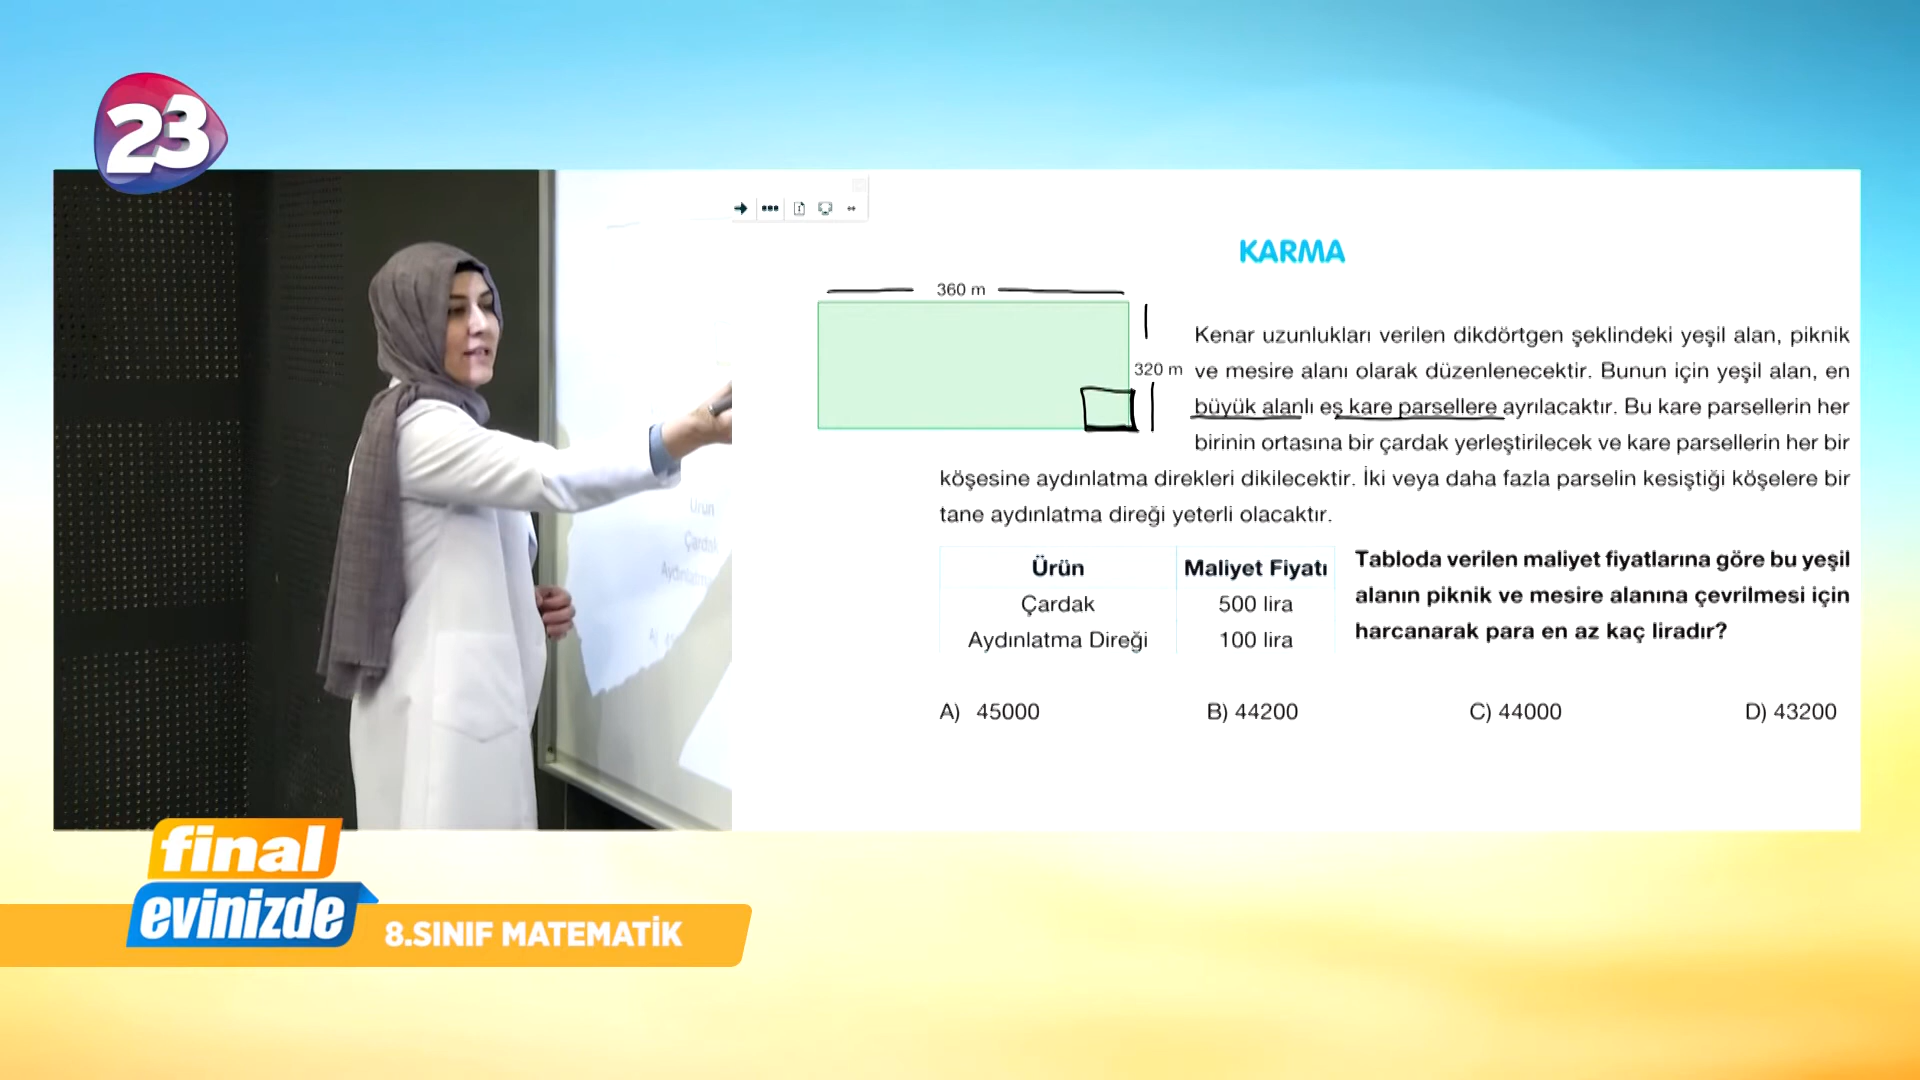 23
KARMA
360 m
320 m
Kenar uzunlukları verilen dikdörtgen şeklindeki yeşil alan, piknik
ve mesire alanı olarak düzenlenecektir. Bunun için yeşil alan, en
büyük alanlı eş kare parsellere ayrılacaktır. Bu kare parsellerin her
birinin ortasına bir çardak yerleştirilecek ve kare parsellerin her bir
köşesine aydınlatma direkleri dikilecektir. İki veya daha fazla parselin kesiştiği köşelere bir
tane aydınlatma direği yeterli olacaktır.
Ürün Maliyet Fiyatı
Çardak 500 lira
Aydınlatma Direği 100 lira
Tabloda verilen maliyet fiyatlarına göre bu yeşil
alanın piknik ve mesire alanına çevrilmesi için
harcanarak para en az kaç liradır?
A) 45000 B) 44200 C) 44000 D) 43200
Ürün
Çardak
Aydınlatma
final
evinizde
8.SINIF MATEMATİK